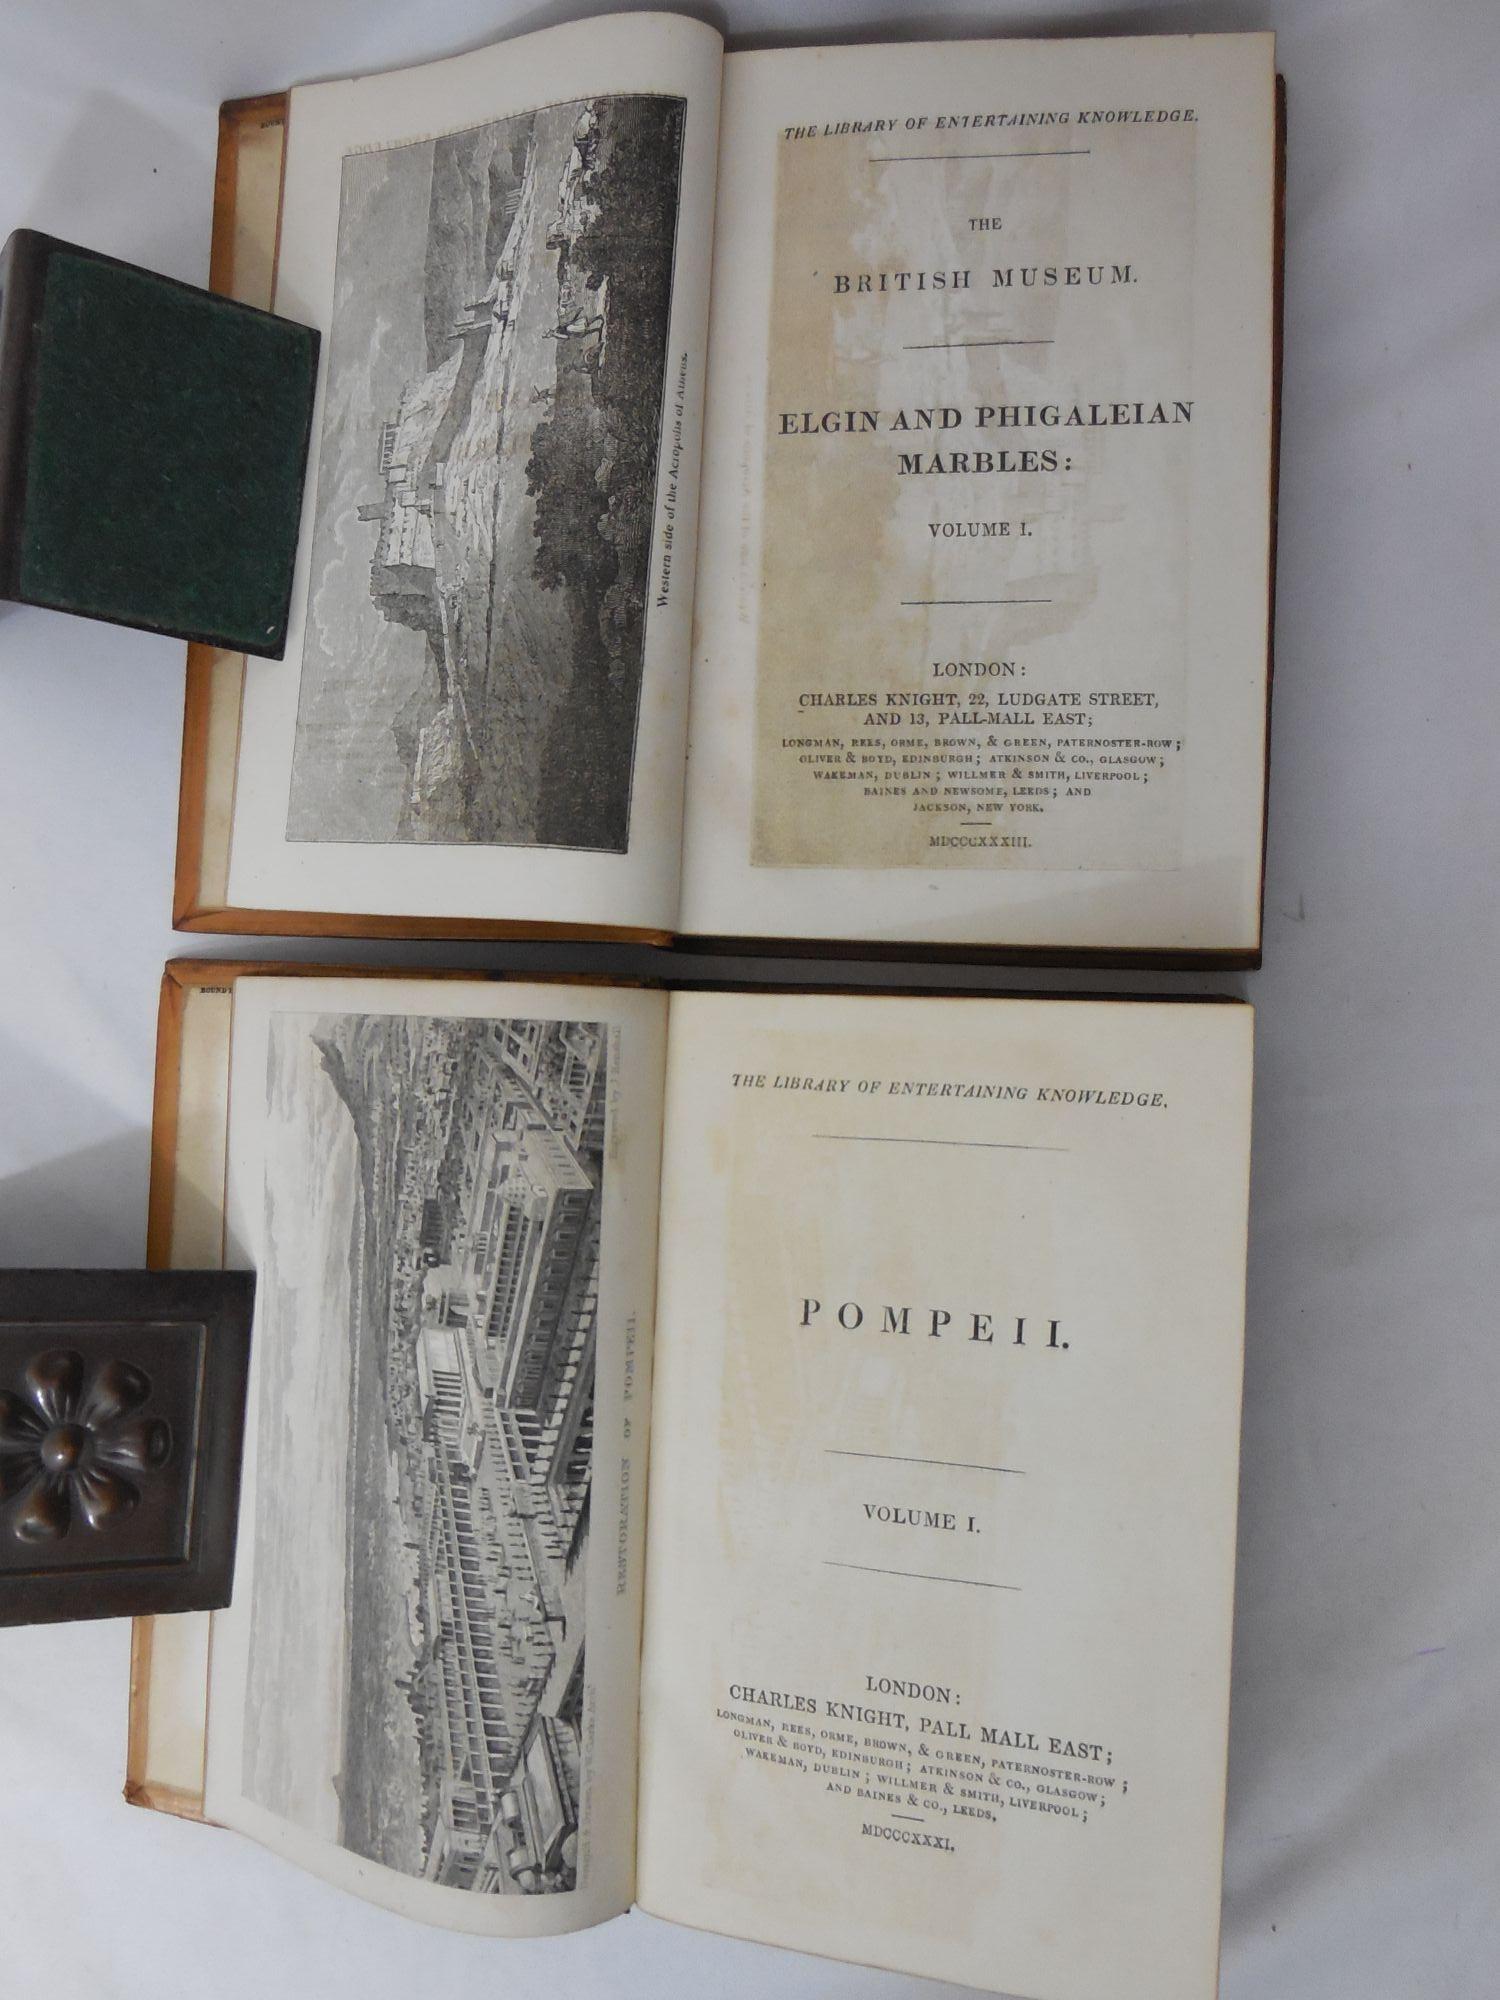 Western side of the Acropolis of Athens.
THE LIBRARY OF ENTERTAINING KNOWLEDGE.
THE
BRITISH MUSEUM.
ELGIN AND PHIGALEIAN
MARBLES:
VOLUME I.
LONDON:
CHARLES KNIGHT, 22, LUDGATE STREET,
AND 13, PALL-MALL EAST;
LONGMAN, REES, ORME, BROWN, & GREEN, PATERNOSTER-ROW;
OLIVER & BOYD, EDINBURGH; ATKINSON & CO., GLASGOW;
WAKEMAN, DUBLIN; WILLMER & SMITH, LIVERPOOL;
BAINES AND NEWSOME, LEEDS; AND
JACKSON, NEW YORK.
MDCCCXXXIII.
BOUND
Engraved by J.
RESTORATION OF POMPEII.
THE LIBRARY OF ENTERTAINING KNOWLEDGE.
POMPEII.
VOLUME I.
LONDON:
CHARLES KNIGHT, PALL MALL EAST;
LONGMAN, REES, ORME, BROWN, & GREEN, PATERNOSTER-ROW;
OLIVER & BOYD, EDINBURGH; ATKINSON & CO., GLASGOW;
WAKEMAN, DUBLIN; WILLMER & SMITH, LIVERPOOL;
AND BAINES & CO., LEEDS.
MDCCCXXXI.